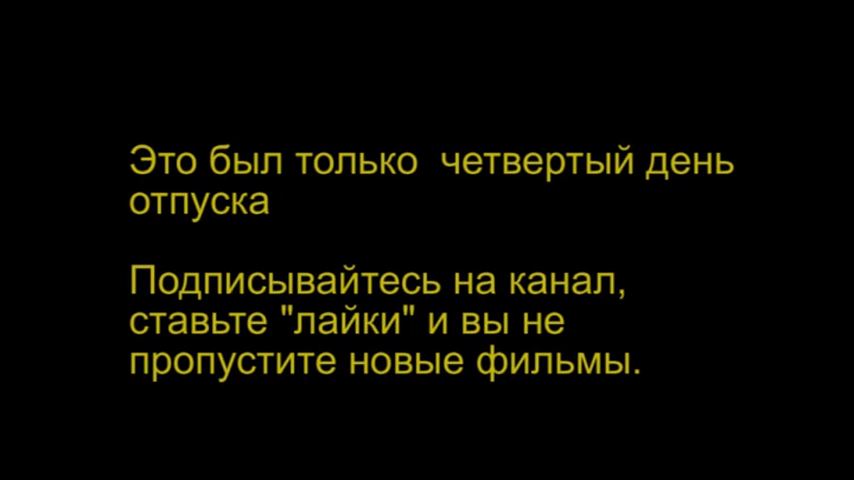 Это был только  четвертый день
отпуска
Подписывайтесь на канал,
ставьте "лайки" и вы не
пропустите новые фильмы.